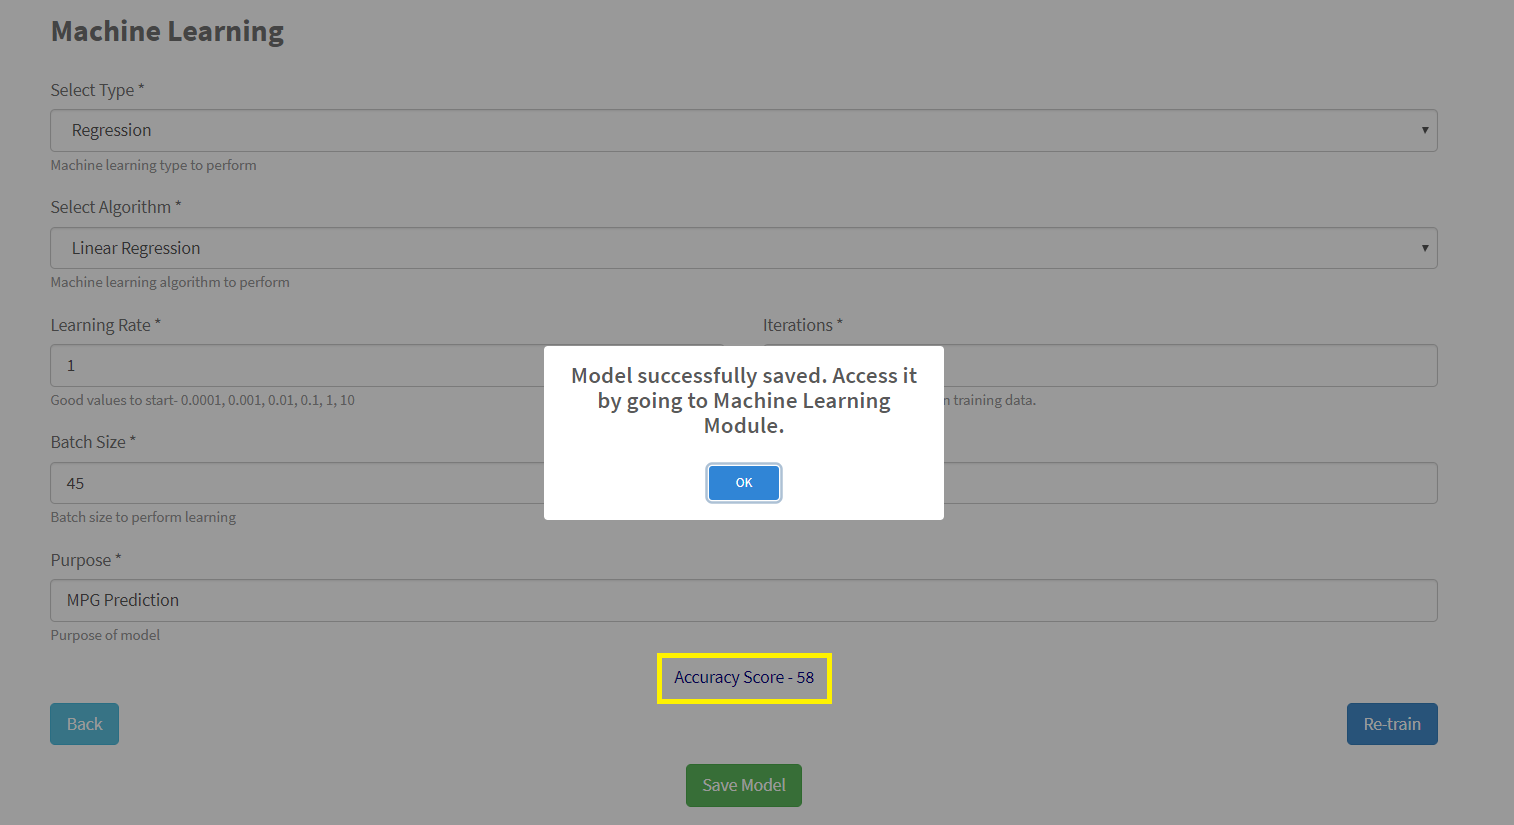 Machine Learning
Select Type *
Regression
Machine learning type to perform
Select Algorithm *
Linear Regression
Machine learning algorithm to perform
Learning Rate *
Iterations *
1
Good values to start- 0.0001, 0.001, 0.01, 0.1, 1, 10
training data.
Model successfully saved. Access it
by going to Machine Learning
Module.
OK
Batch Size *
45
Batch size to perform learning
Purpose *
MPG Prediction
Purpose of model
Accuracy Score - 58
Back
Re-train
Save Model